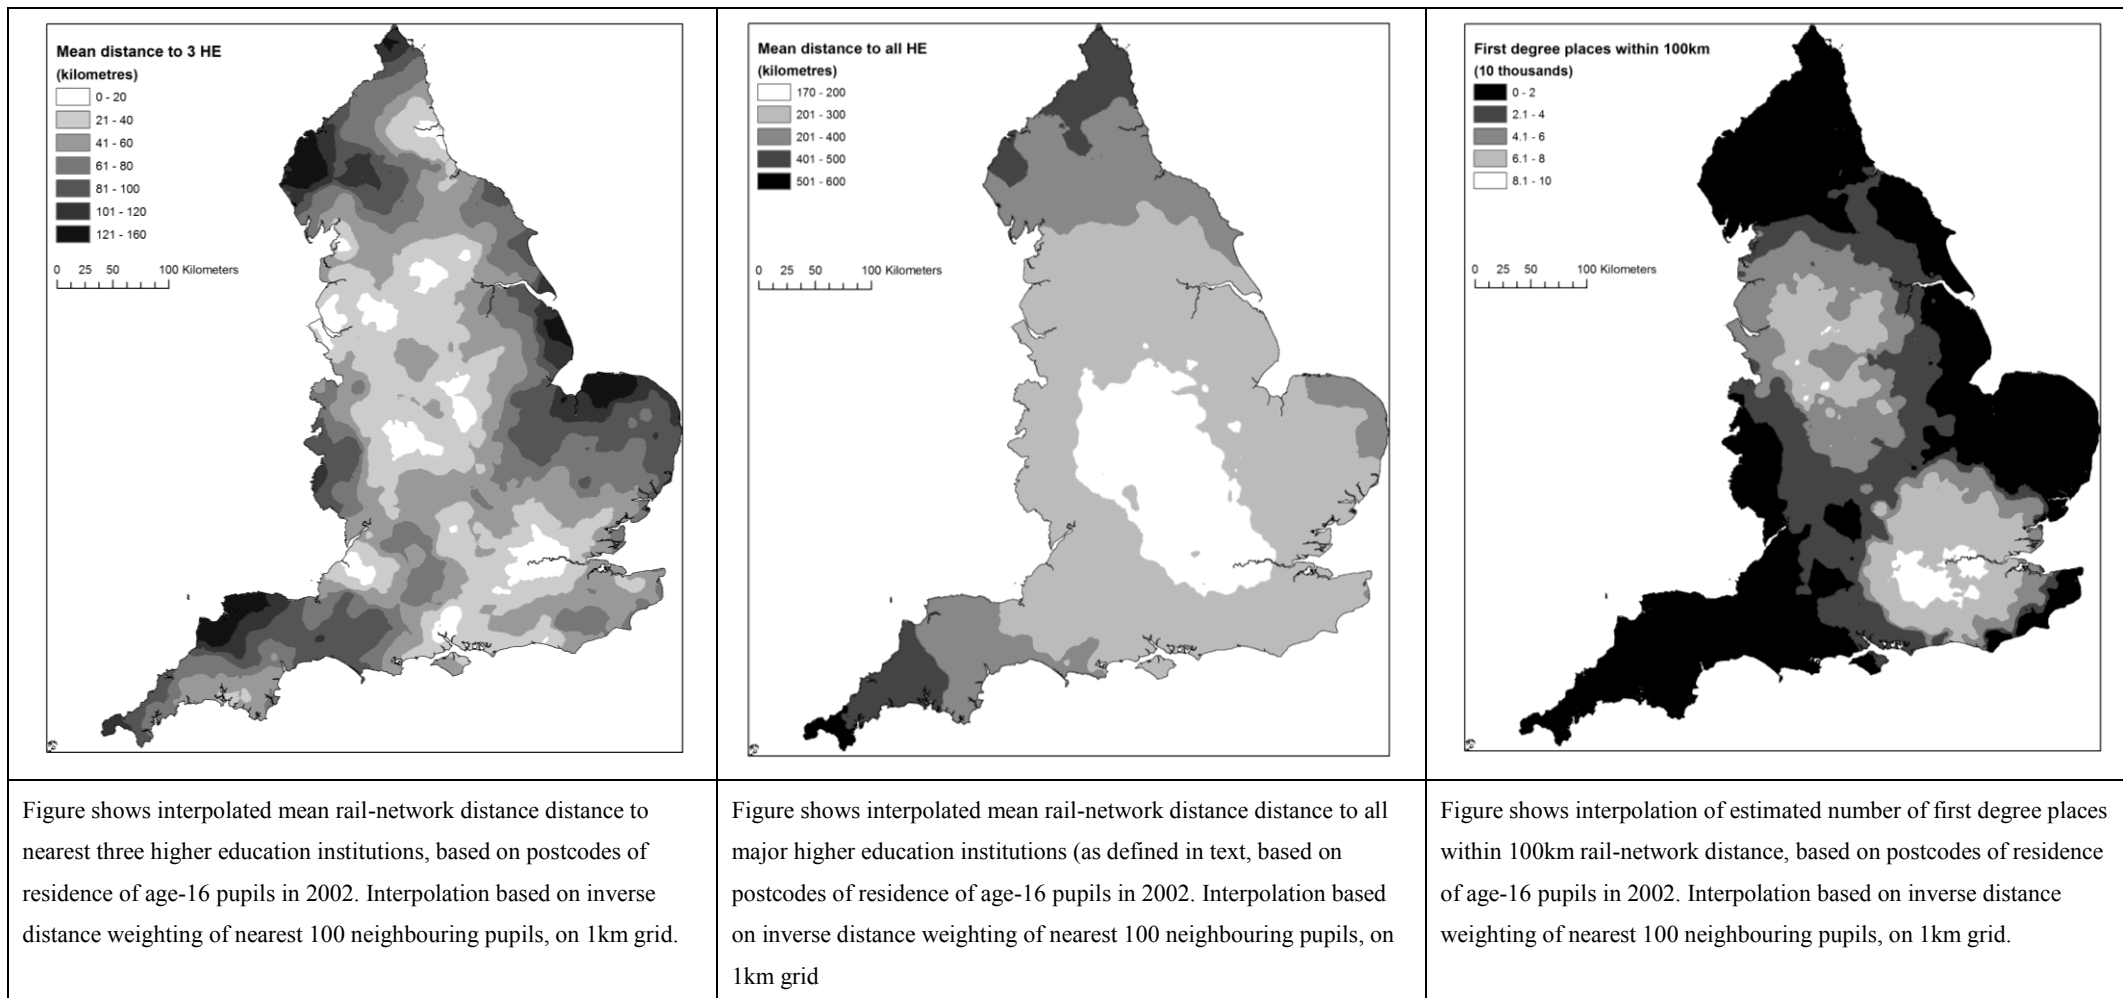 Mean distance to 3 HE
(kilometres)
0 - 20
21 - 40
41 - 60
61 - 80
81 - 100
101 - 120
121 - 160
0 25 50 100 Kilometers
Mean distance to all HE
(kilometres)
170 - 200
201 - 300
201 - 400
401 - 500
501 - 600
0 25 50 100 Kilometers
First degree places within 100km
(10 thousands)
0 - 2
2.1 - 4
4.1 - 6
6.1 - 8
8.1 - 10
0 25 50 100 Kilometers
Figure shows interpolated mean rail-network distance distance to
nearest three higher education institutions, based on postcodes of
residence of age-16 pupils in 2002. Interpolation based on inverse
distance weighting of nearest 100 neighbouring pupils, on 1km grid.
Figure shows interpolated mean rail-network distance distance to all
major higher education institutions (as defined in text, based on
postcodes of residence of age-16 pupils in 2002. Interpolation based
on inverse distance weighting of nearest 100 neighbouring pupils, on
1km grid
Figure shows interpolation of estimated number of first degree places
within 100km rail-network distance, based on postcodes of residence
of age-16 pupils in 2002. Interpolation based on inverse distance
weighting of nearest 100 neighbouring pupils, on 1km grid.